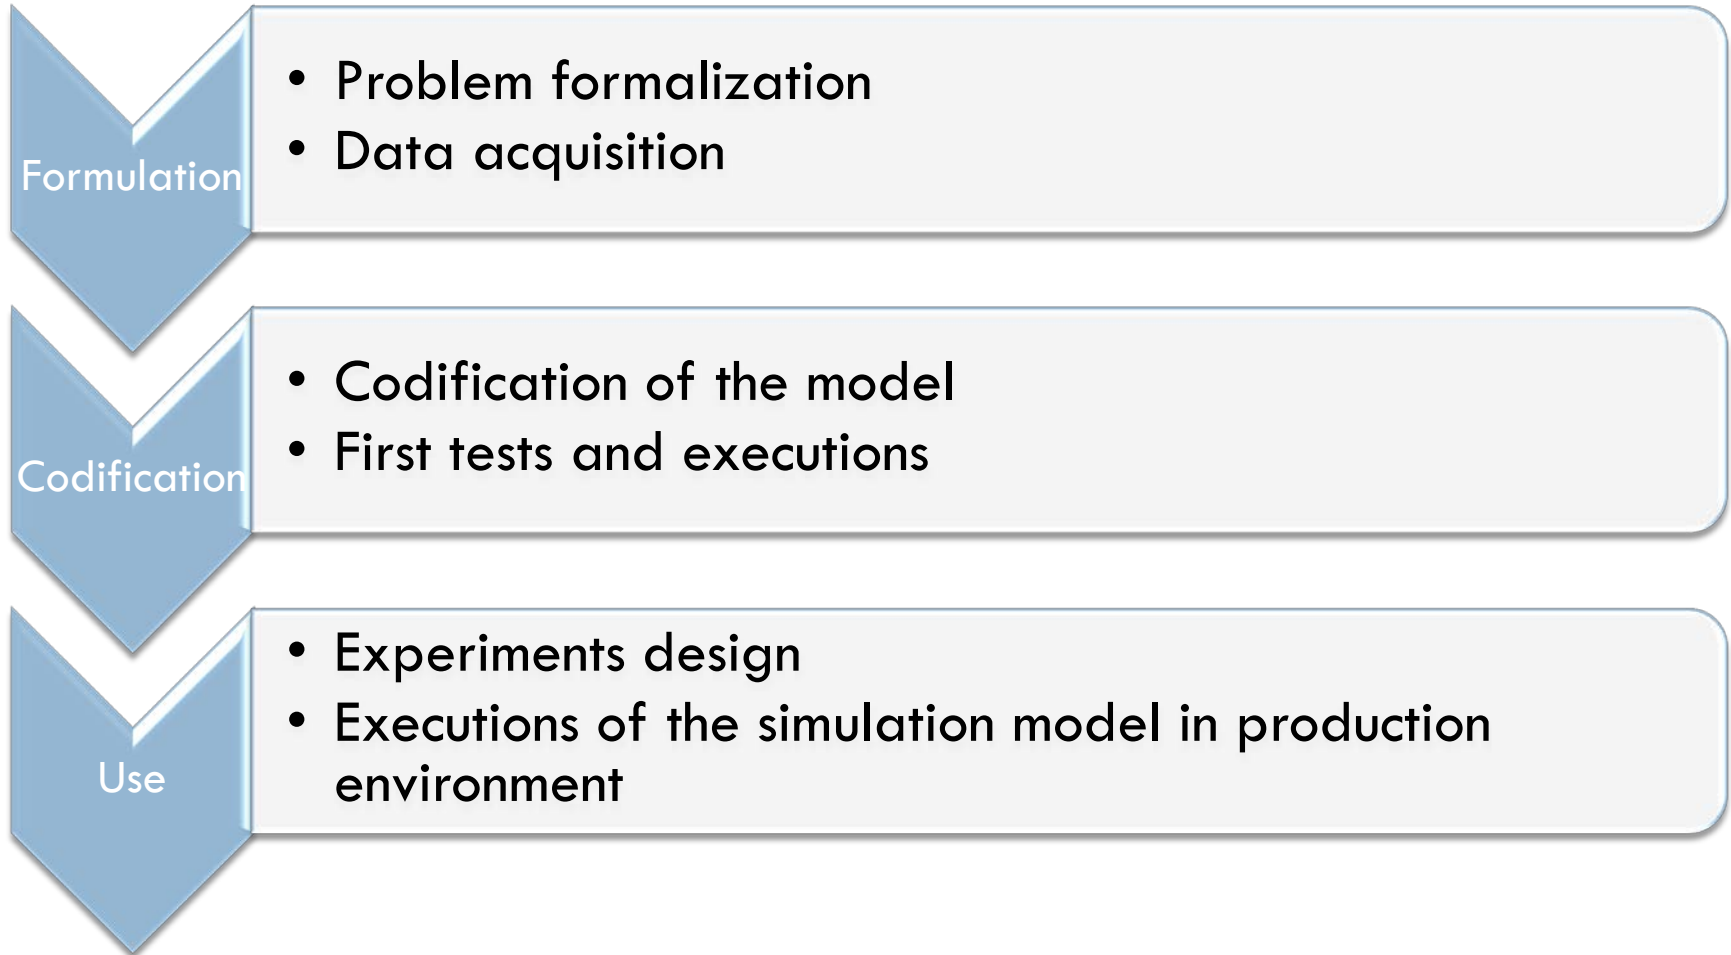 Formulation
• Problem formalization
• Data acquisition
Codification
• Codification of the model
• First tests and executions
Use
• Experiments design
• Executions of the simulation model in production
environment